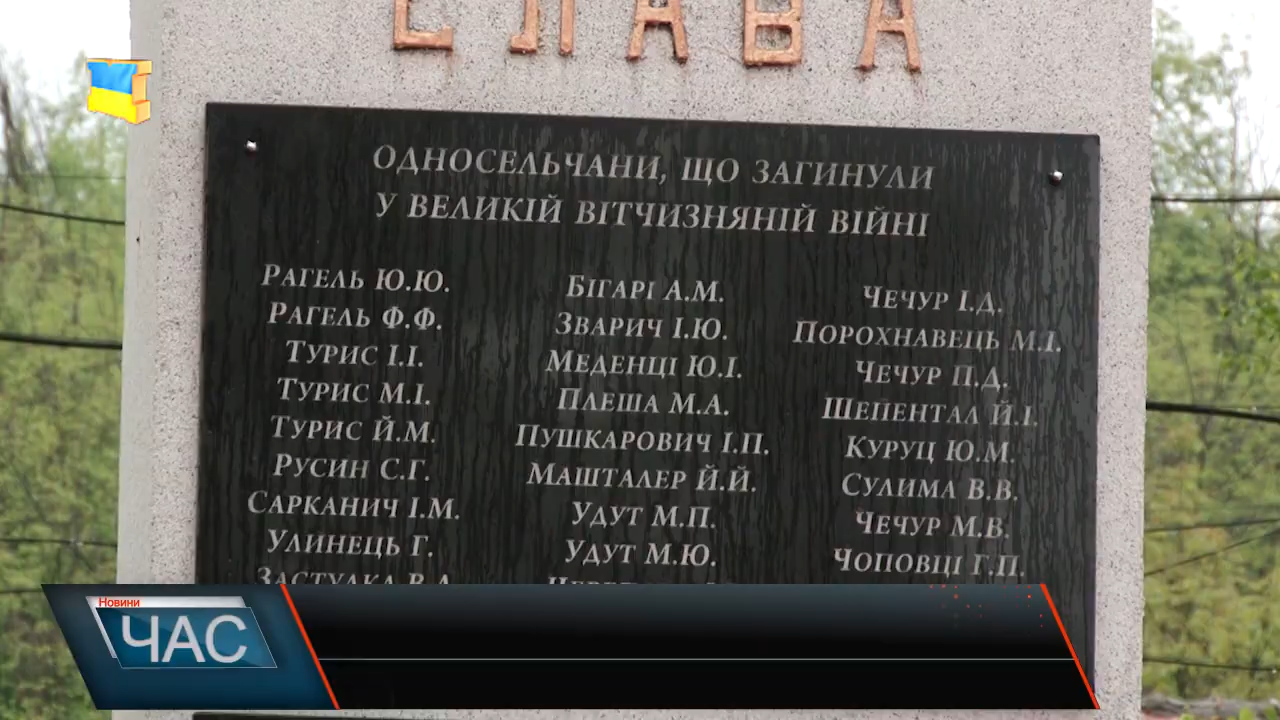 СЛАВА
ОДНОСЕЛЬЧАНИ, ЩО ЗАГИНУЛИ
У ВЕЛИКІЙ ВІТЧИЗНЯНІЙ ВІЙНІ
РАГЕЛЬ Ю.Ю.
РАГЕЛЬ Ф.Ф.
ТУРИС І.І.
ТУРИС М.І.
ТУРИС Й.М.
РУСИН С.Г.
САРКАНИЧ І.М.
УЛИНЕЦЬ Г.
БІГАРІ А.М.
ЗВАРИЧ І.Ю.
МЕДЕНЦІ Ю.І.
ПЛЕША М.А.
ПУШКАРОВИЧ І.П.
МАШТАЛЕР Й.Й.
УДУТ М.П.
УДУТ М.Ю.
ЧЕЧУР І.Д.
ПОРОХНАВЕЦЬ М.І.
ЧЕЧУР П.Д.
ШЕПЕНТАЛ Й.І.
КУРУЦ Ю.М.
СУЛИМА В.В.
ЧЕЧУР М.В.
ЧОПОВЦІ Г.П.
Новини
ЧАС